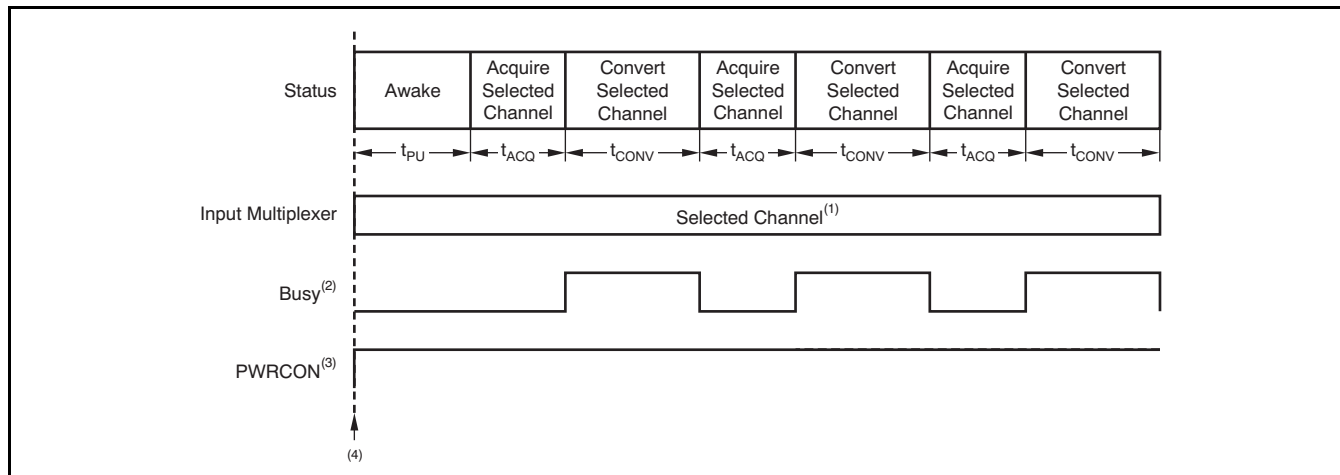 Status
Awake
Acquire
Selected
Channel
Convert
Selected
Channel
Acquire
Selected
Channel
Convert
Selected
Channel
Acquire
Selected
Channel
Convert
Selected
Channel
tPU
tACQ
tCONV
tACQ
tCONV
tACQ
tCONV
Input Multiplexer
Selected Channel(1)
Busy(2)
PWRCON(3)
(4)